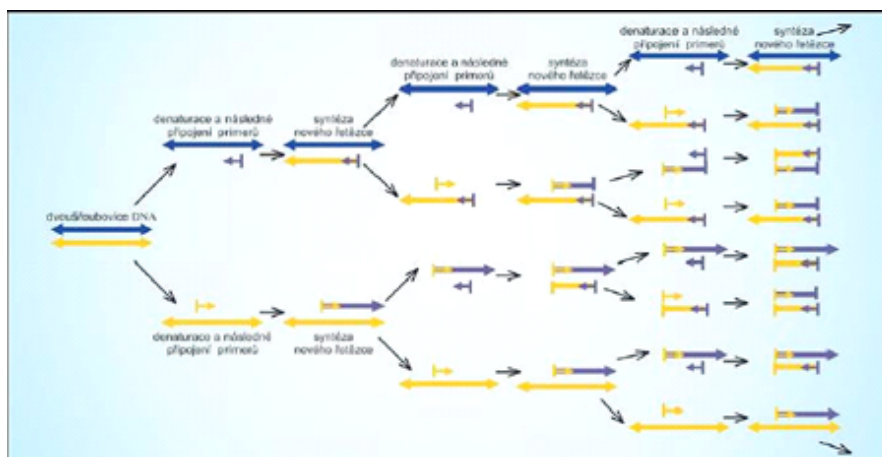 denaturace a následné
připojení primerů
syntéza
nového řetězce
denaturace a následné
připojení primerů
syntéza
nového řetězce
denaturace a následné
připojení primerů
syntéza
nového řetězce
dvoušroubovice DNA
denaturace a následné
připojení primerů
syntéza
nového řetězce